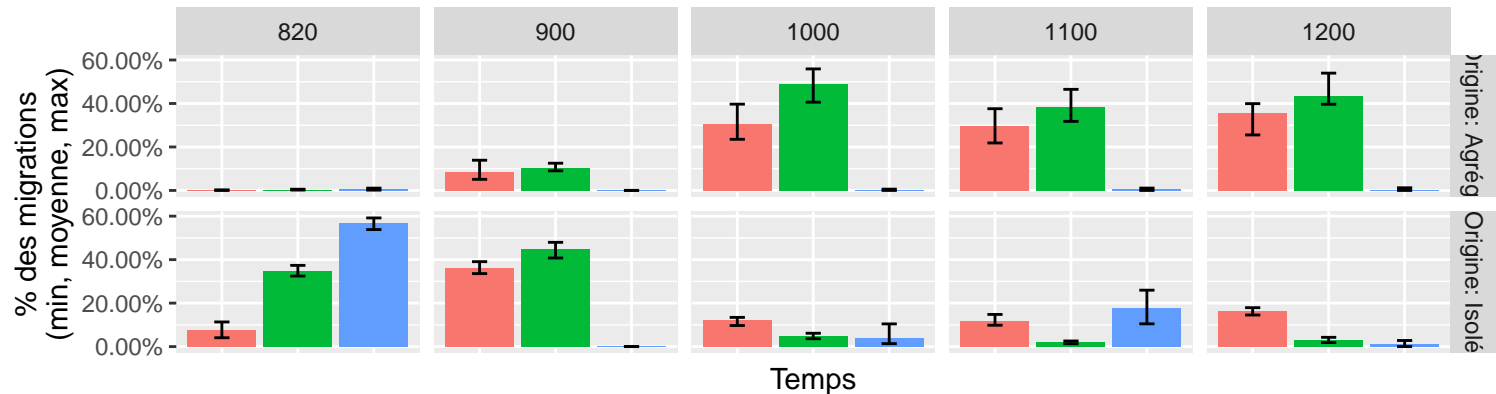 820 900 1000 1100 1200
% des migrations
(min, moyenne, max)
60.00%
40.00%
20.00%
0.00%
Origine: Agrég
60.00%
40.00%
20.00%
0.00%
Origine: Isolé
Temps